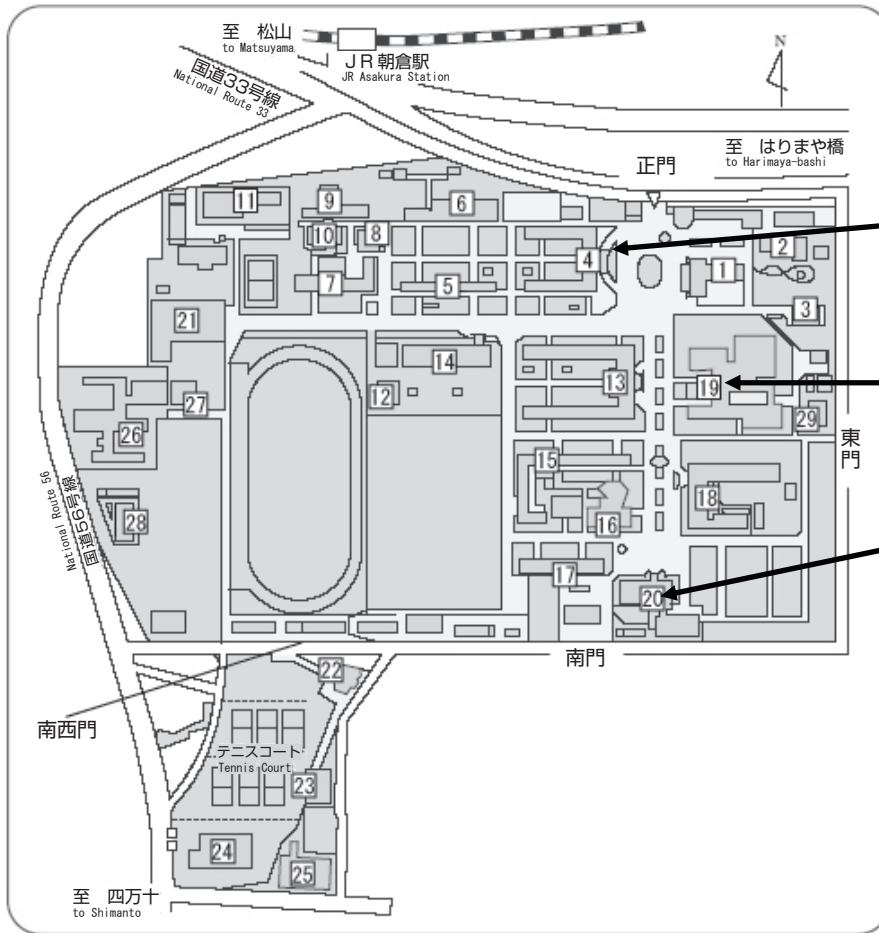 至 松山
to Matsuyama
JR朝倉駅
JR Asakura Station
国道33号線
National Route 33
N
至 はりまや橋
to Harimaya-bashi
正門
11
9
6
10
8
4
2
1
7
5
3
21
14
13
19
12
27
29
東門
26
15
18
国道56号線
National Route 56
28
16
17
20
南門
22
南西門
テニスコート
Tennis Court
23
24
25
至 四万十
to Shimanto